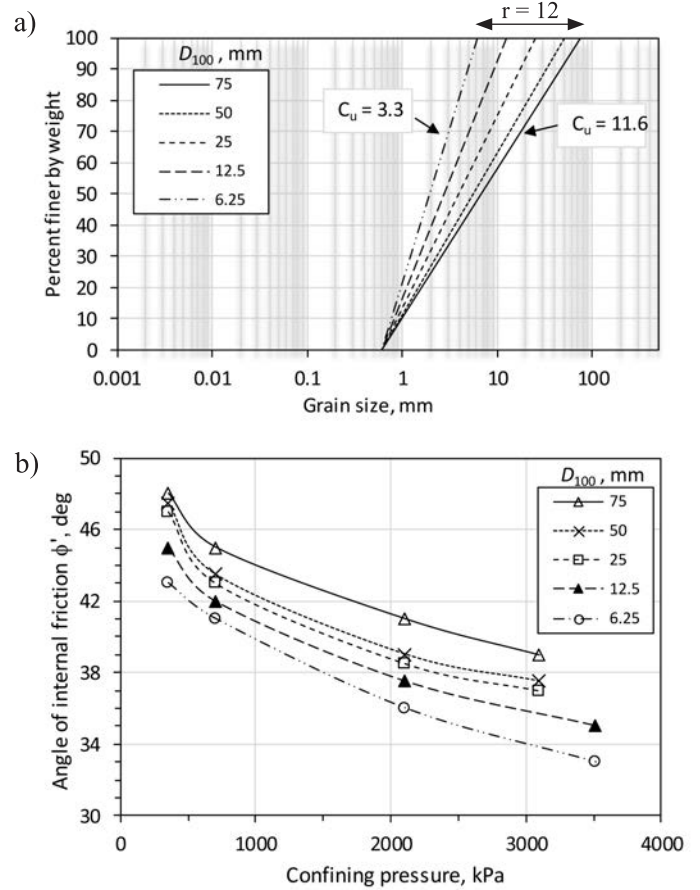 a)
r = 12
100
90
80
70
60
50
40
30
20
10
0
Percent finer by weight
D100 , mm
75
50
25
12.5
6.25
Cu = 3.3
Cu = 11.6
0.001 0.01 0.1 1 10 100
Grain size, mm
b)
50
46
42
38
34
30
Angle of internal friction ϕ', deg
D100 , mm
75
50
25
12.5
6.25
0 1000 2000 3000 4000
Confining pressure, kPa